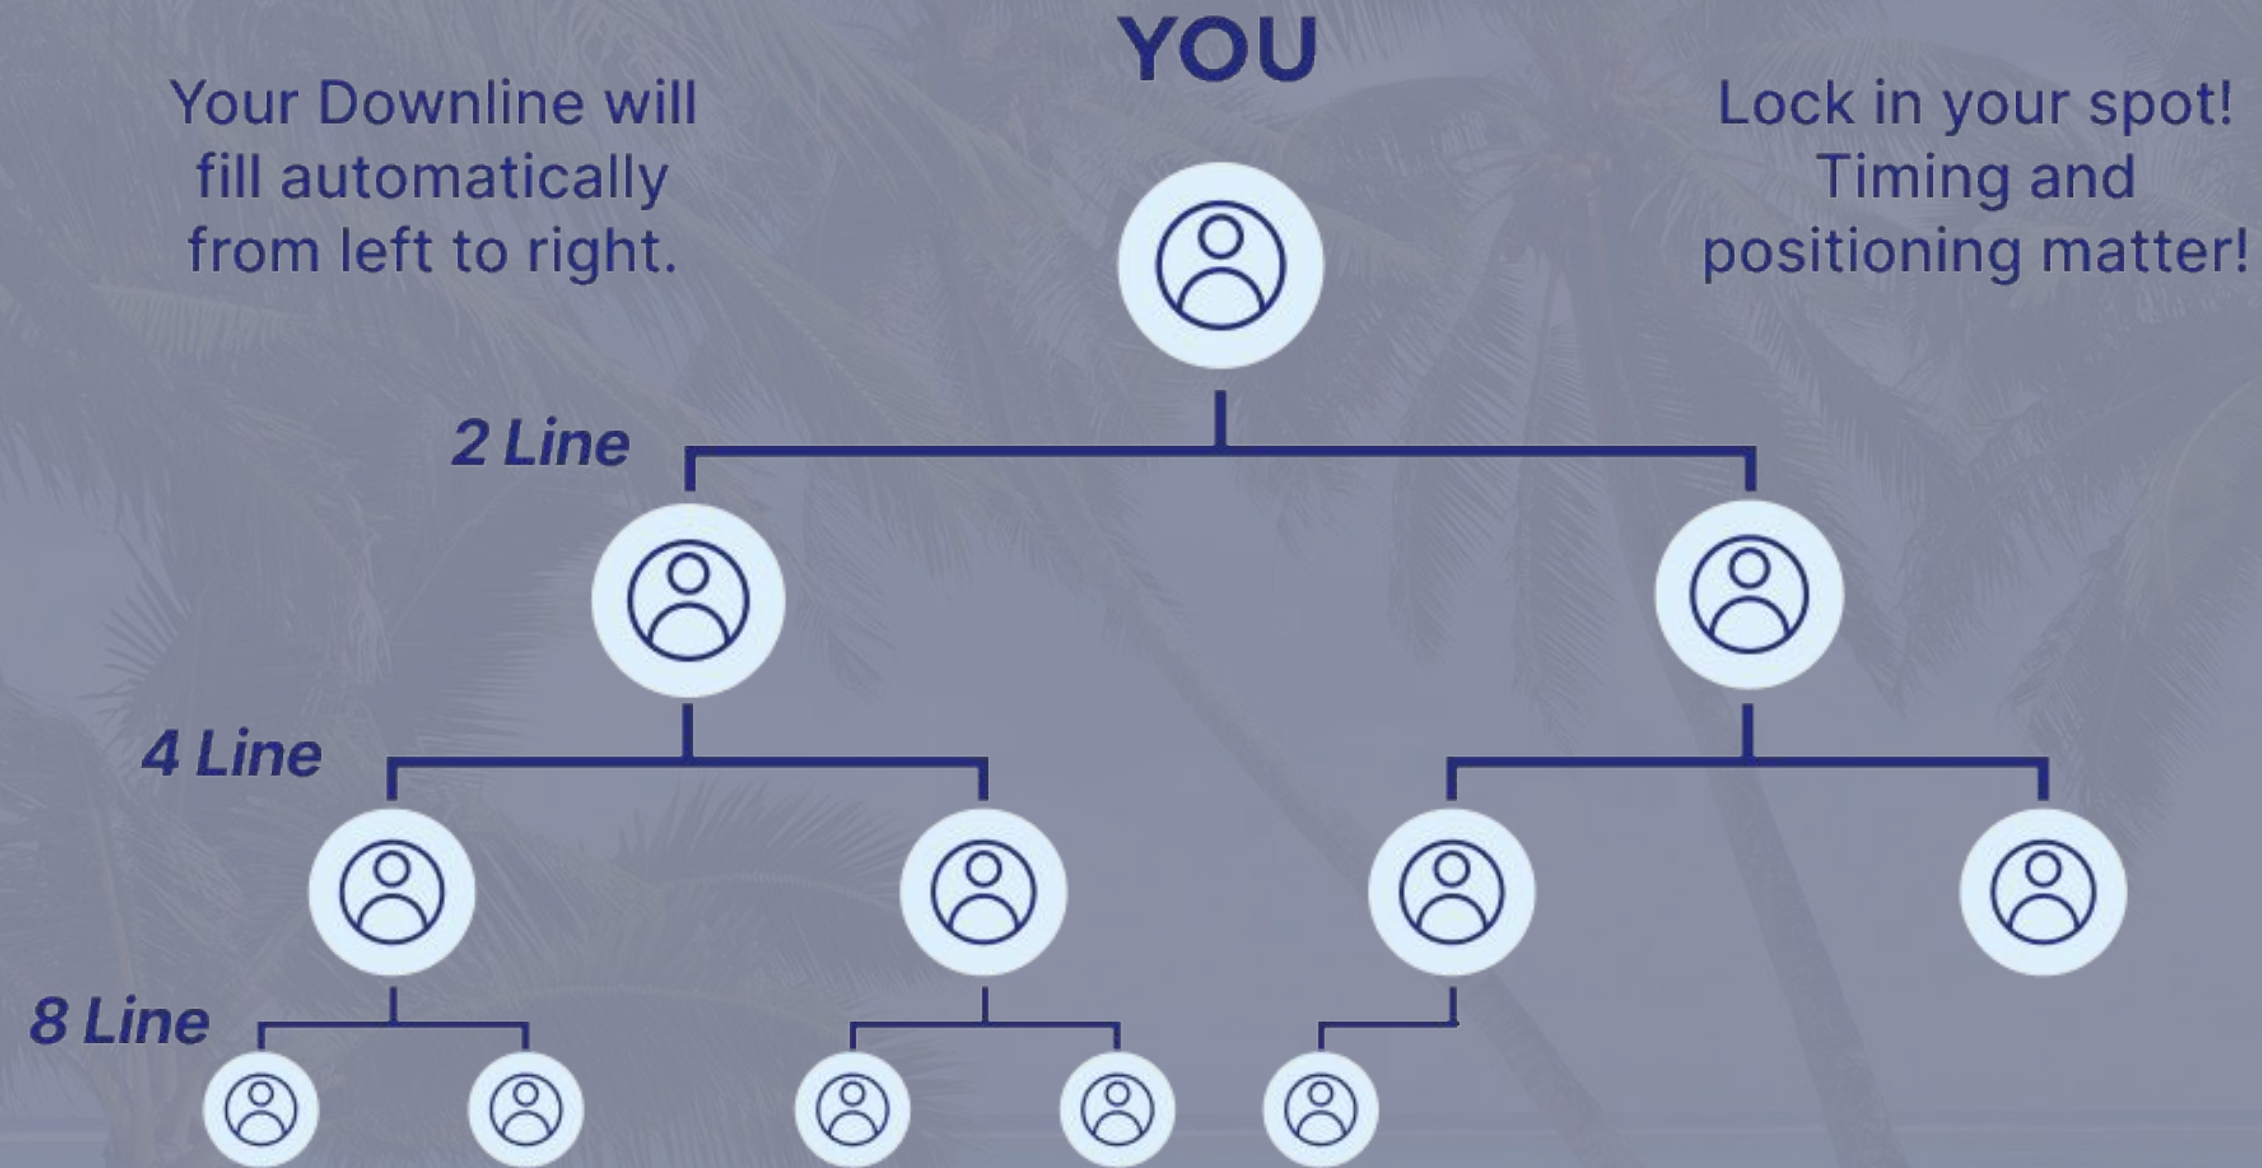 YOU
Your Downline will
fill automatically
from left to right.
Lock in your spot!
Timing and
positioning matter!
2 Line
4 Line
8 Line